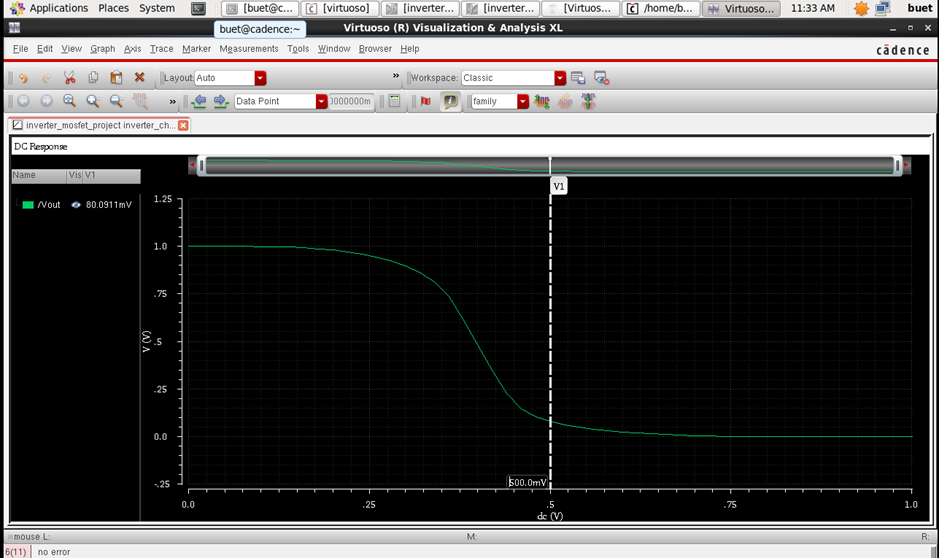 Applications Places System [buet@c... [virtuoso] [inverter... [inverter... [Virtuos... /home/b... Virtuoso... 11:33 AM buet
buet@cadence:~
Virtuoso (R) Visualization & Analysis XL
File Edit View Graph Axis Trace Marker Measurements Tools Window Browser Help
cādence
Layout: Auto » Workspace: Classic
» Data Point 0000000m family
inverter_mosfet_project inverter_ch...
DC Response
Name Vis V1
/Vout 80.0911mV
V1
1.25
1.0
.75
.5
.25
0.0
-.25
V (V)
500.0mV
0.0 .25 .5 .75 1.0
dc (V)
mouse L: M: R:
6(11) no error